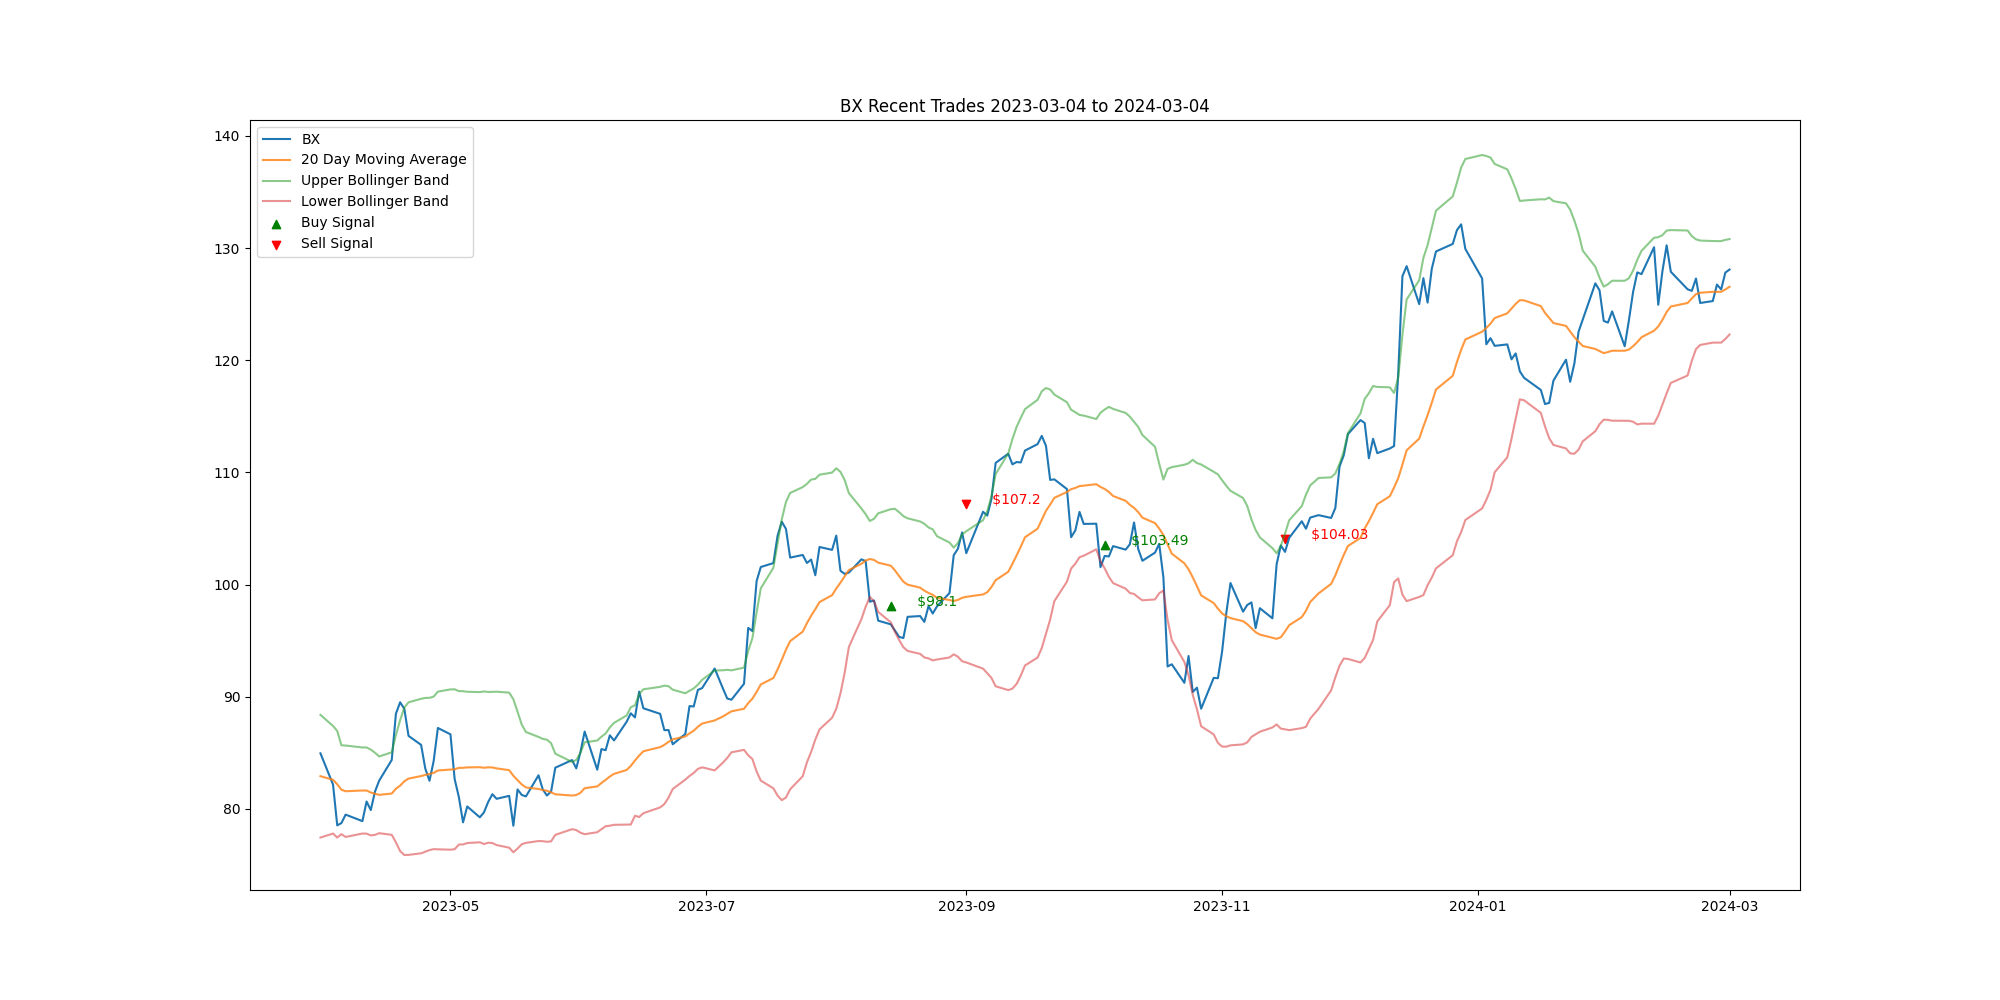 BX Recent Trades 2023-03-04 to 2024-03-04
140
130
120
110
100
90
80
BX
20 Day Moving Average
Upper Bollinger Band
Lower Bollinger Band
Buy Signal
Sell Signal
$107.2
$103.49
$104.03
$98.1
2023-05
2023-07
2023-09
2023-11
2024-01
2024-03